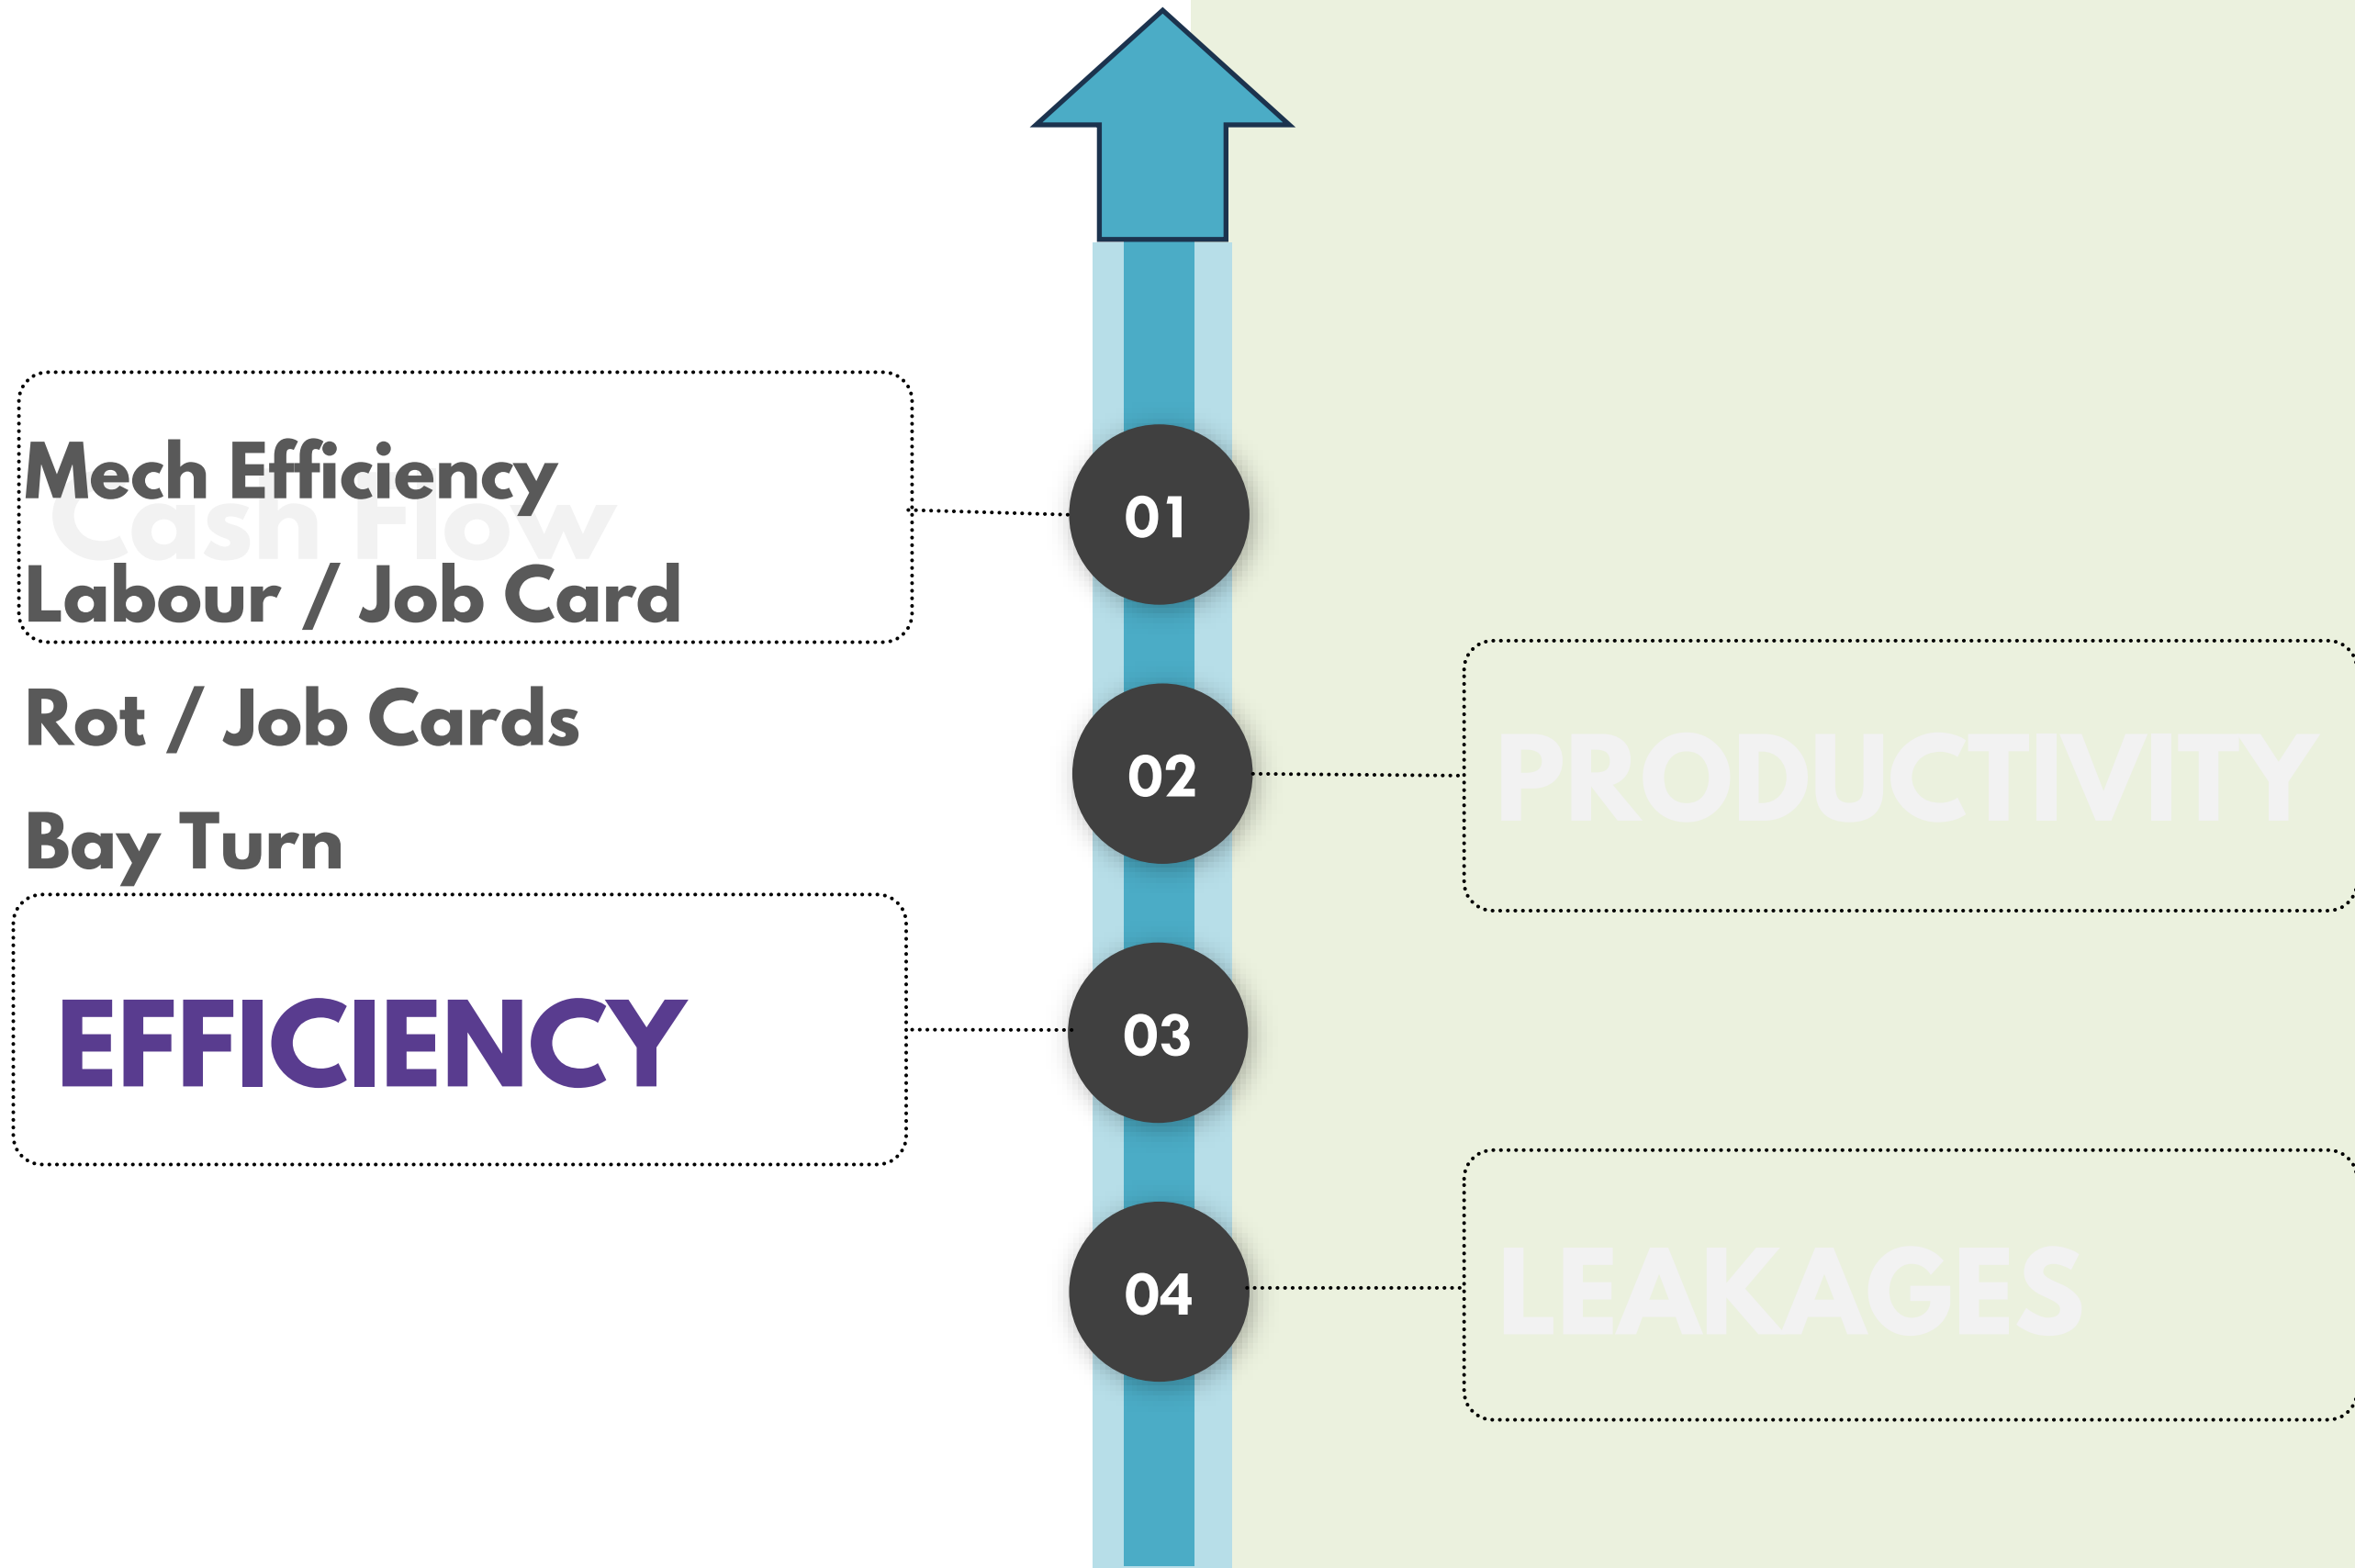 Mech Efficiency
Cash Flow
Labour / Job Card
Rot / Job Cards
Bay Turn
EFFICIENCY
01
02
03
04
PRODUCTIVITY
LEAKAGES